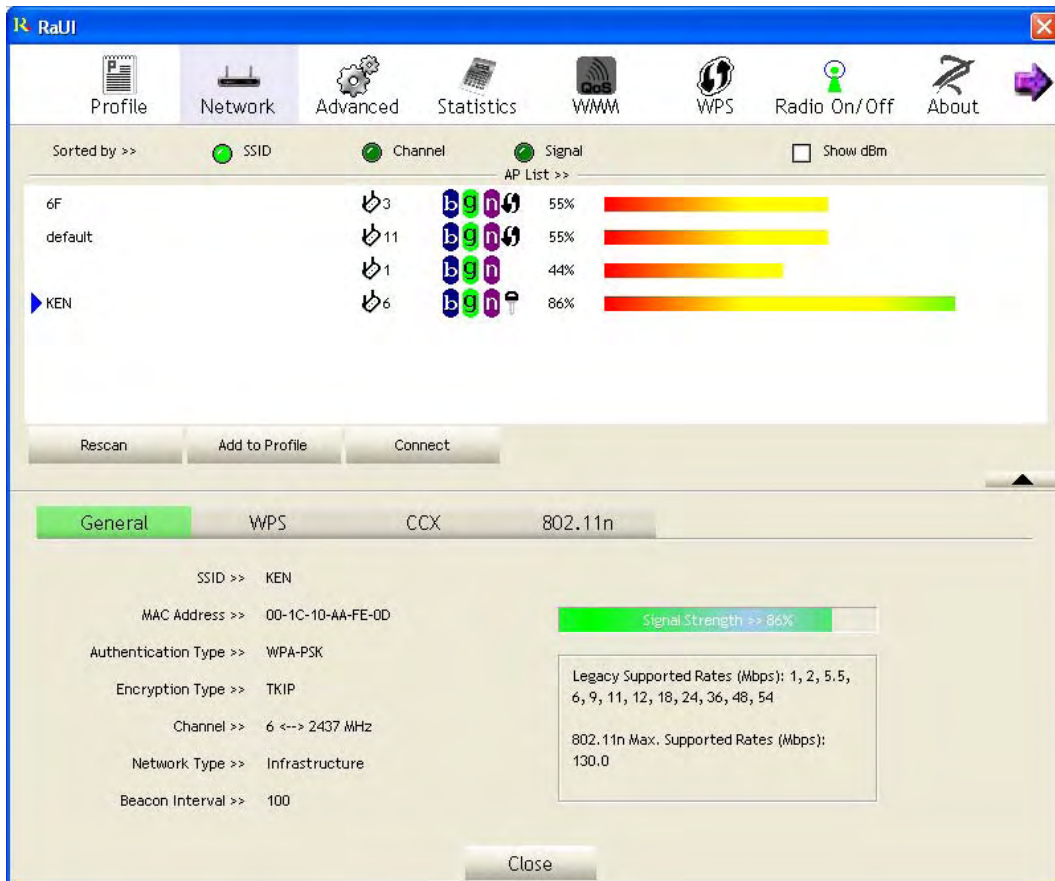 RaUI
Profile Network Advanced Statistics QoS WMM WPS Radio On/Off About
Sorted by >> SSID Channel Signal Show dBm
AP List >>
6F 3 b g n 55%
default 11 b g n 55%
1 b g n 44%
KEN 6 b g n 86%
Rescan Add to Profile Connect
General WPS CCX 802.11n
SSID >> KEN
MAC Address >> 00-1C-10-AA-FE-0D
Signal Strength >> 86%
Authentication Type >> WPA-PSK
Encryption Type >> TKIP
Channel >> 6 <--> 2437 MHz
Network Type >> Infrastructure
Beacon Interval >> 100
Legacy Supported Rates (Mbps): 1, 2, 5.5,
6, 9, 11, 12, 18, 24, 36, 48, 54
802.11n Max. Supported Rates (Mbps):
130.0
Close